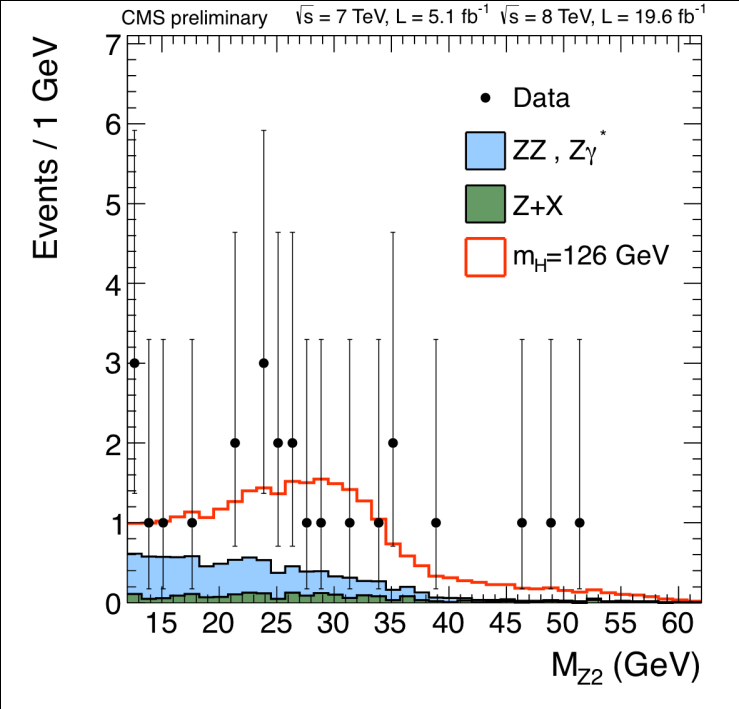 CMS preliminary √s = 7 TeV, L = 5.1 fb⁻¹ √s = 8 TeV, L = 19.6 fb⁻¹
Events / 1 GeV
7
6
5
4
3
2
1
0
Data
ZZ , Zγ*
Z+X
m_H=126 GeV
15 20 25 30 35 40 45 50 55 60
M_Z2 (GeV)